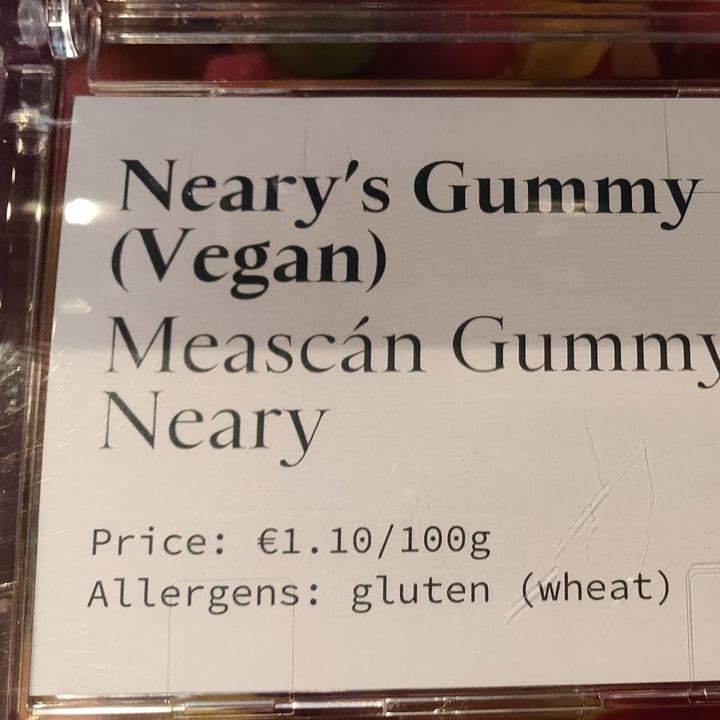 Neary's Gummy
(Vegan)
Meascán Gummy
Neary
Price: €1.10/100g
Allergens: gluten (wheat)